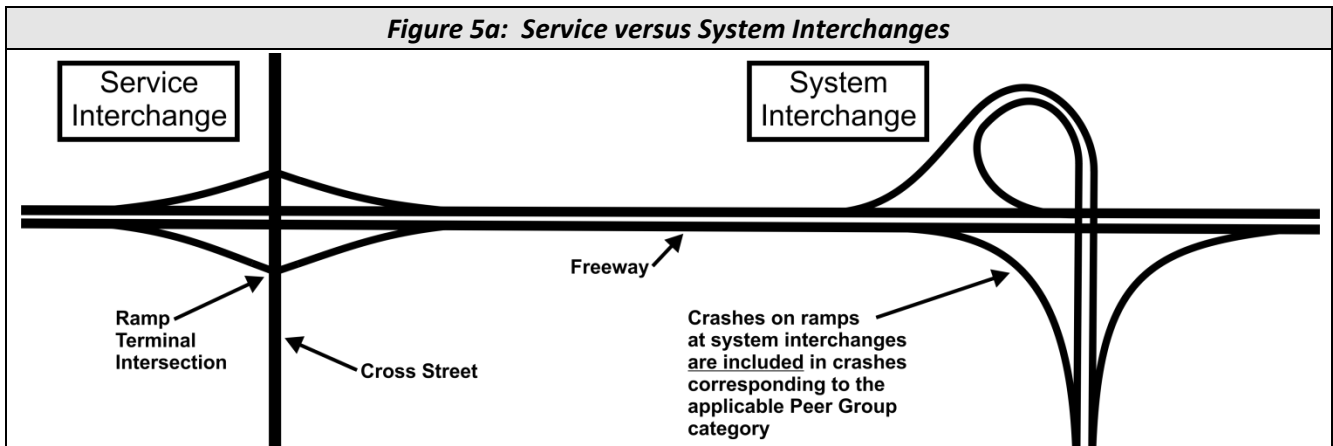 Figure 5a: Service versus System Interchanges
Service
Interchange
System
Interchange
Freeway
Ramp
Terminal
Intersection
Cross Street
Crashes on ramps
at system interchanges
are included in crashes
corresponding to the
applicable Peer Group
category